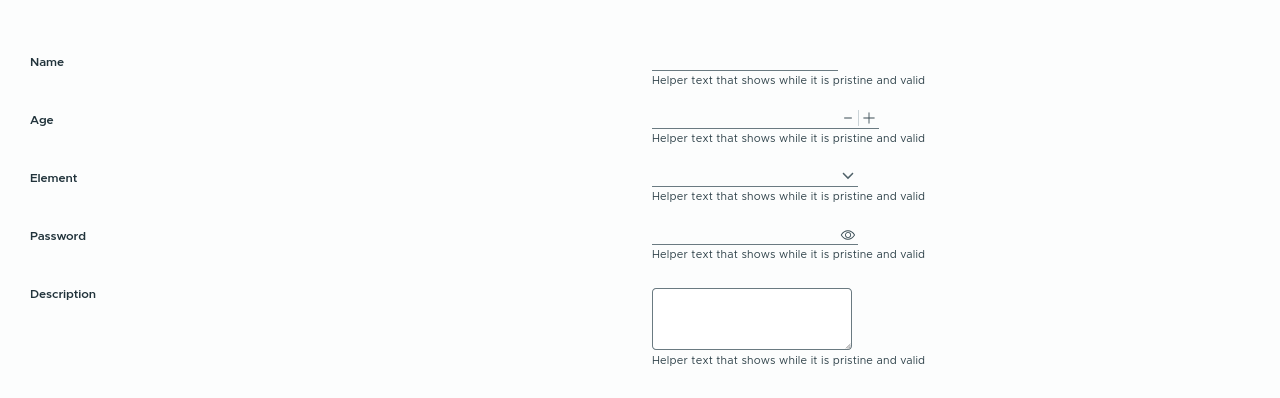 Name
Helper text that shows while it is pristine and valid
Age
Helper text that shows while it is pristine and valid
Element
Helper text that shows while it is pristine and valid
Password
Helper text that shows while it is pristine and valid
Description
Helper text that shows while it is pristine and valid